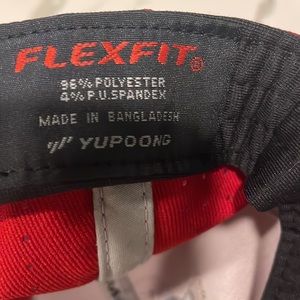 FLEXFIT®
96% POLYESTER
4% P.U.SPANDEX
MADE IN BANGLADESH
YUPOONG